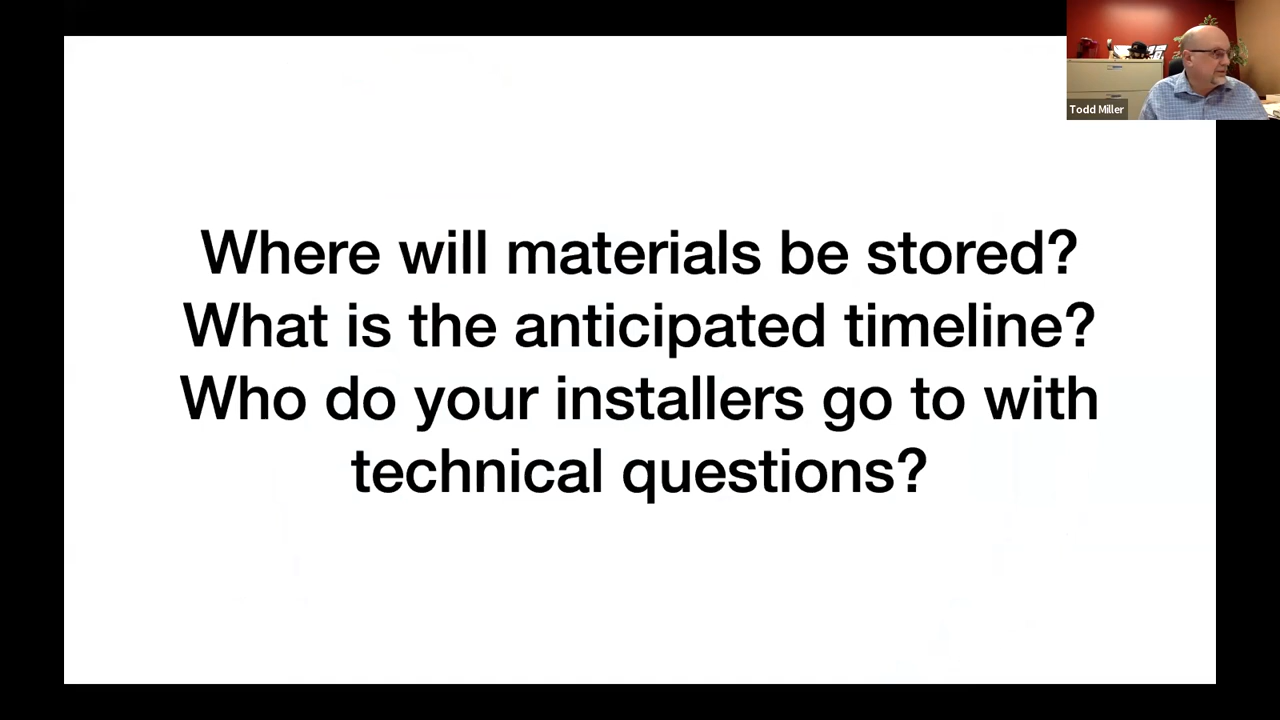 Todd Miller
Where will materials be stored?
What is the anticipated timeline?
Who do your installers go to with
technical questions?